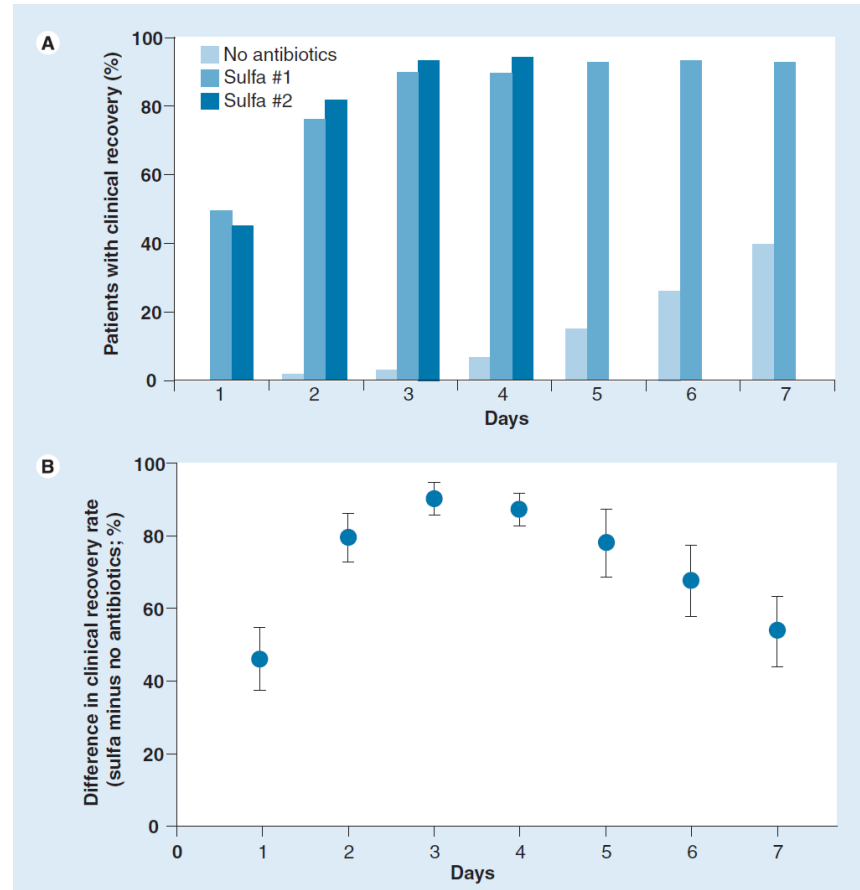 A
Patients with clinical recovery (%)
100
80
60
40
20
0
No antibiotics
Sulfa #1
Sulfa #2
1 2 3 4 5 6 7
Days
B
Difference in clinical recovery rate
(sulfa minus no antibiotics; %)
100
80
60
40
20
0
0 1 2 3 4 5 6 7
Days